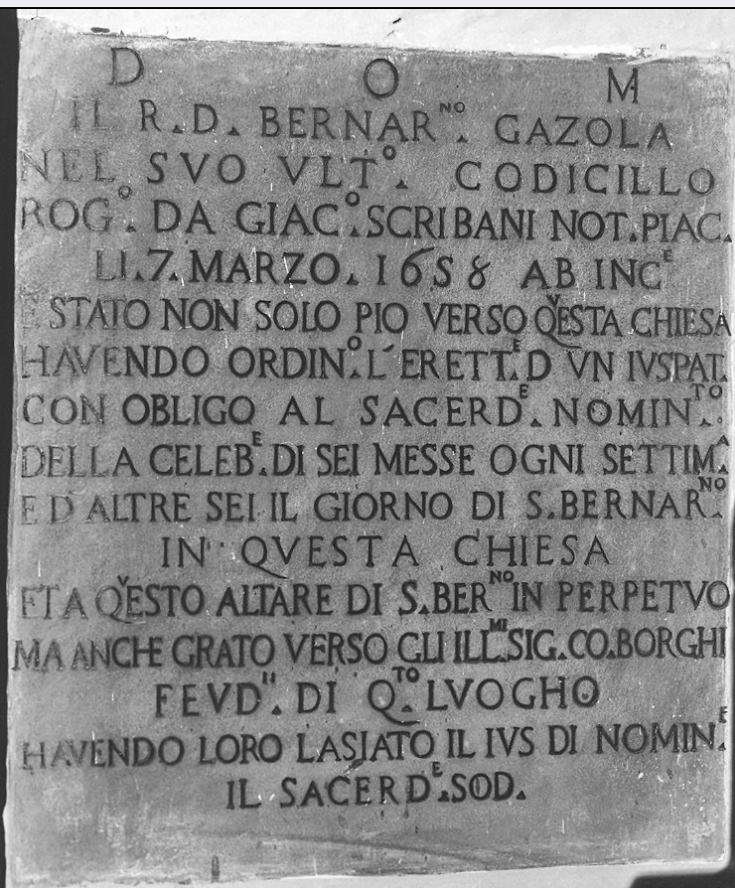 D O M
IL R.D. BERNAR^NO. GAZOLA
NEL SVO VLT^O. CODICILLO
ROG^O. DA GIAC^O. SCRIBANI NOT. PIAC.
LI.7. MARZO. 1658 AB INC^E
E STATO NON SOLO PIO VERSO Q^VESTA CHIESA
HAVENDO ORDIN^O. L'ERETT^E. D VN IVSPAT.
CON OBLIGO AL SACERD^E. NOMIN^TO.
DELLA CELEB^E. DI SEI MESSE OGNI SETTIM^A.
E D ALTRE SEI IL GIORNO DI S. BERNAR^NO.
IN QVESTA CHIESA
ET A Q^VESTO ALTARE DI S. BER^NO. IN PERPETVO
MA ANCHE GRATO VERSO GLI ILL^MI. SIG. CO. BORGHI
FEVD^II. DI Q^TO. LVOGHO
HAVENDO LORO LASIATO IL IVS DI NOMIN^E.
IL SACERD^E. SOD.